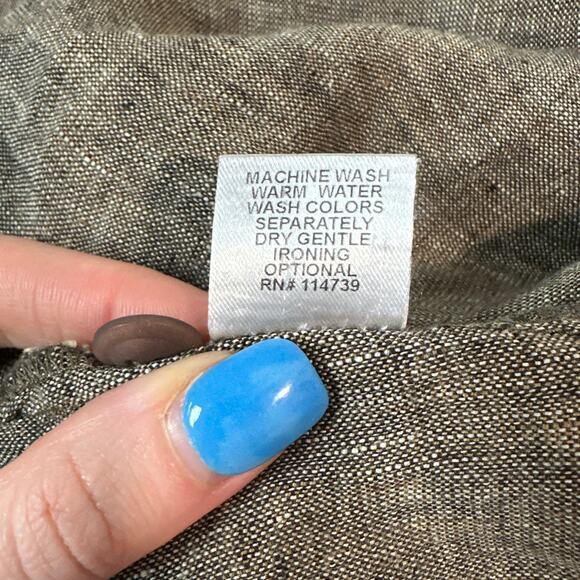 MACHINE WASH
WARM WATER
WASH COLORS
SEPARATELY
DRY GENTLE
IRONING
OPTIONAL
RN# 114739